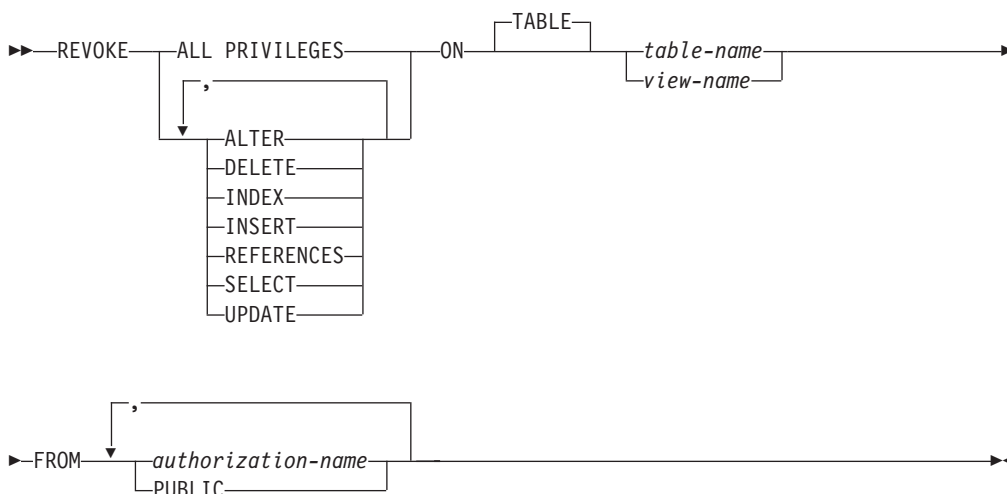 TABLE
REVOKE ALL PRIVILEGES ON table-name
, view-name
ALTER
DELETE
INDEX
INSERT
REFERENCES
SELECT
UPDATE
,
FROM authorization-name
PUBLIC